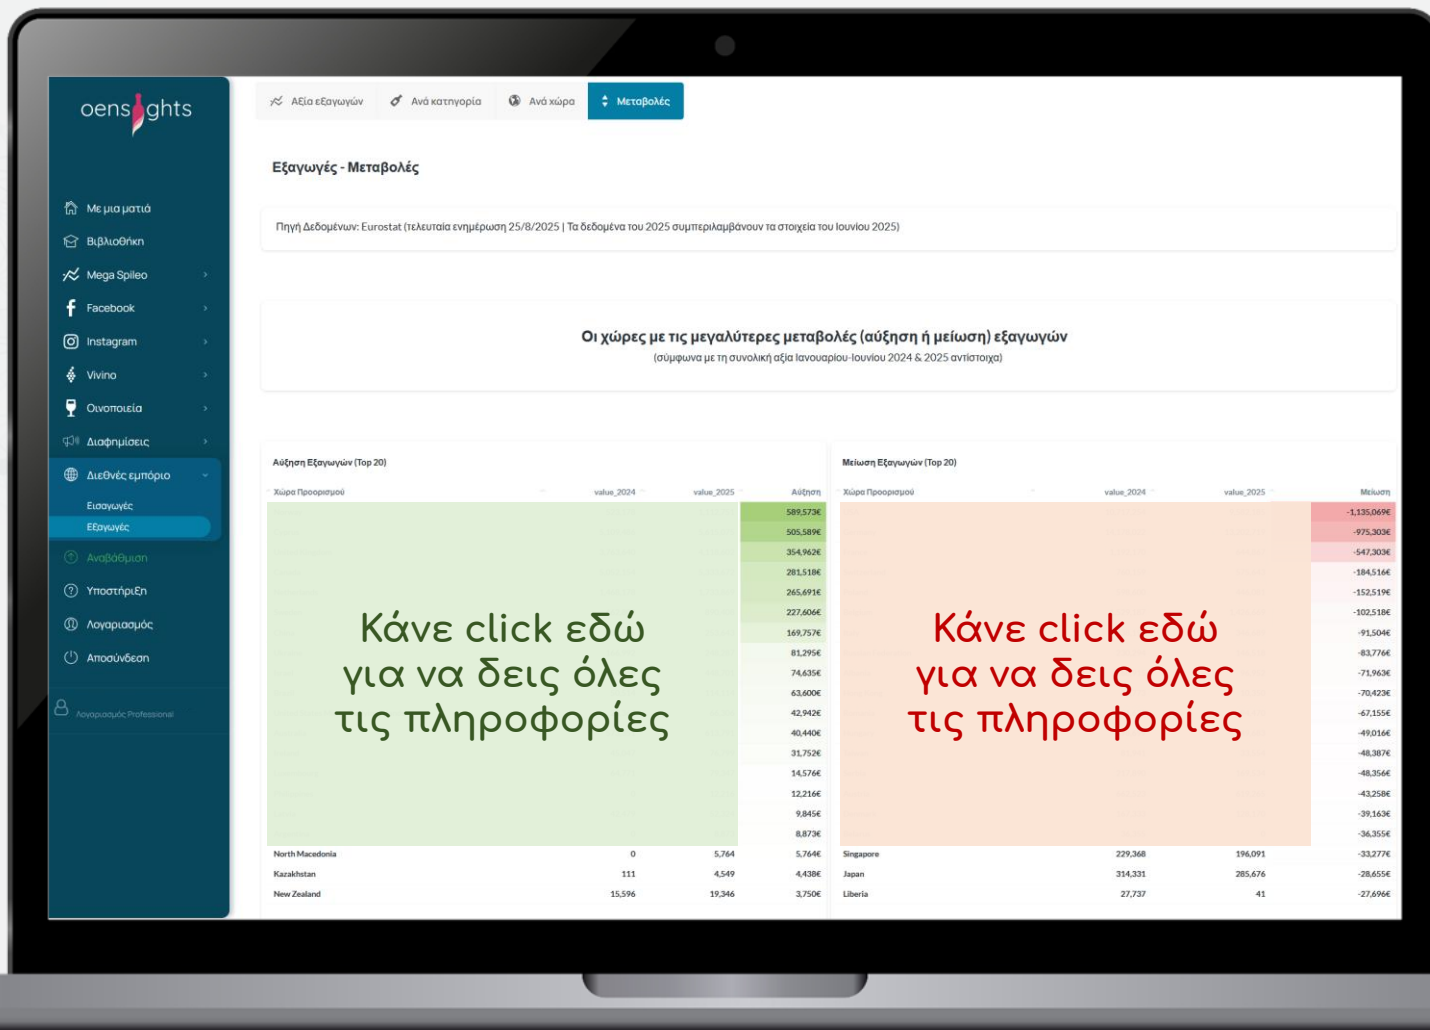 oensights
Με μια ματιά
Βιβλιοθήκη
Mega Spileo
Facebook
Instagram
Vivino
Οινοποιεία
Διαφημίσεις
Διεθνές εμπόριο
Εισαγωγές
Εξαγωγές
Αναβάθμιση
Υποστήριξη
Λογαριασμός
Αποσύνδεση
Λογαριασμός Professional
Αξία εξαγωγών Ανά κατηγορία Ανά χώρα Μεταβολές
Εξαγωγές - Μεταβολές
Πηγή Δεδομένων: Eurostat (τελευταία ενημέρωση 25/8/2025 | Τα δεδομένα του 2025 συμπεριλαμβάνουν τα στοιχεία του Ιουνίου 2025)
Οι χώρες με τις μεγαλύτερες μεταβολές (αύξηση ή μείωση) εξαγωγών
(σύμφωνα με τη συνολική αξία Ιανουαρίου-Ιουνίου 2024 & 2025 αντίστοιχα)
Αύξηση Εξαγωγών (Top 20)
Χώρα Προορισμού value_2024 value_2025 Αύξηση
589,573€
505,589€
354,962€
281,518€
265,691€
227,606€
169,757€
81,295€
74,635€
63,600€
42,942€
40,440€
31,752€
14,576€
12,216€
9,845€
8,873€
Κάνε click εδώ
για να δεις όλες
τις πληροφορίες
North Macedonia 0 5,764 5,764€
Kazakhstan 111 4,549 4,438€
New Zealand 15,596 19,346 3,750€
Μείωση Εξαγωγών (Top 20)
Χώρα Προορισμού value_2024 value_2025 Μείωση
-1,135,069€
-975,303€
-547,303€
-184,516€
-152,519€
-102,518€
-91,504€
-83,776€
-71,963€
-70,423€
-67,155€
-49,016€
-48,387€
-48,356€
-43,258€
-39,163€
-36,355€
Κάνε click εδώ
για να δεις όλες
τις πληροφορίες
Singapore 229,368 196,091 -33,277€
Japan 314,331 285,676 -28,655€
Liberia 27,737 41 -27,696€